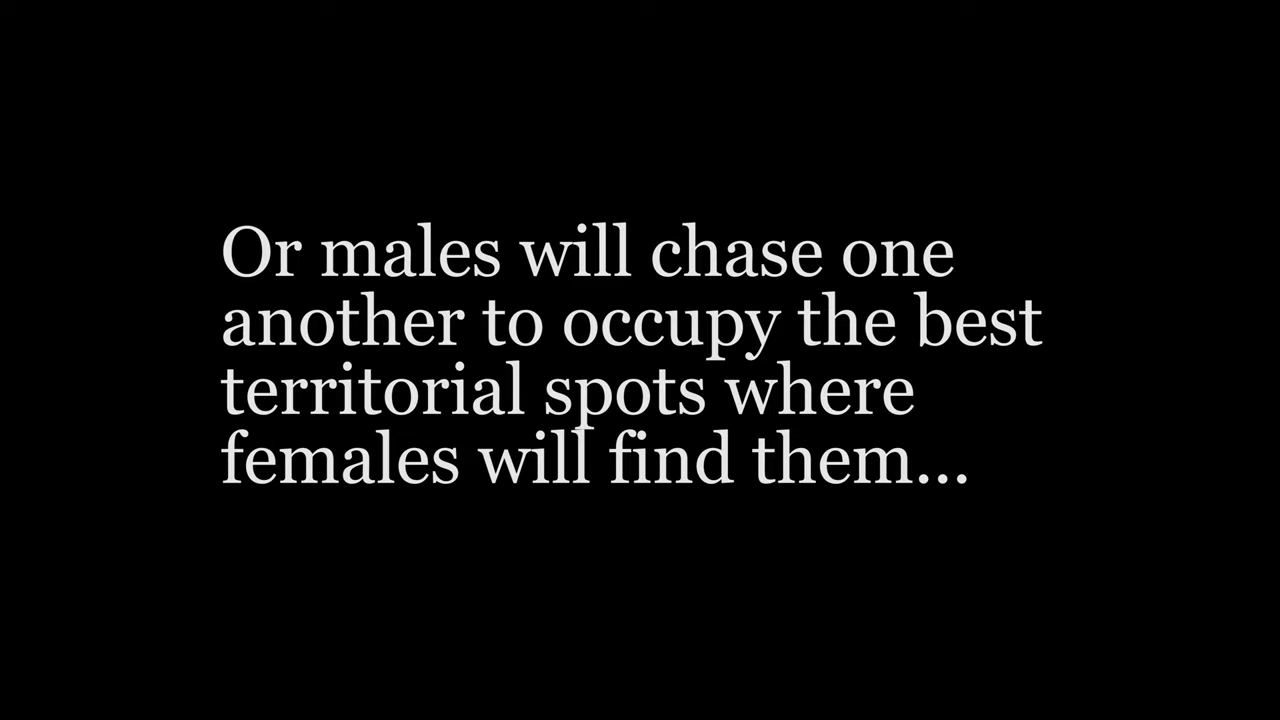 Or males will chase one
another to occupy the best
territorial spots where
females will find them...